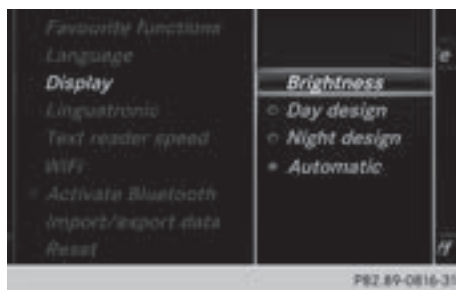 Favourite functions
Language
Display
Linguatronic
Text reader speed
WiFi
Activate Bluetooth
Import/export data
Reset
Brightness
Day design
Night design
Automatic
e
ff
P82.89-0816-31